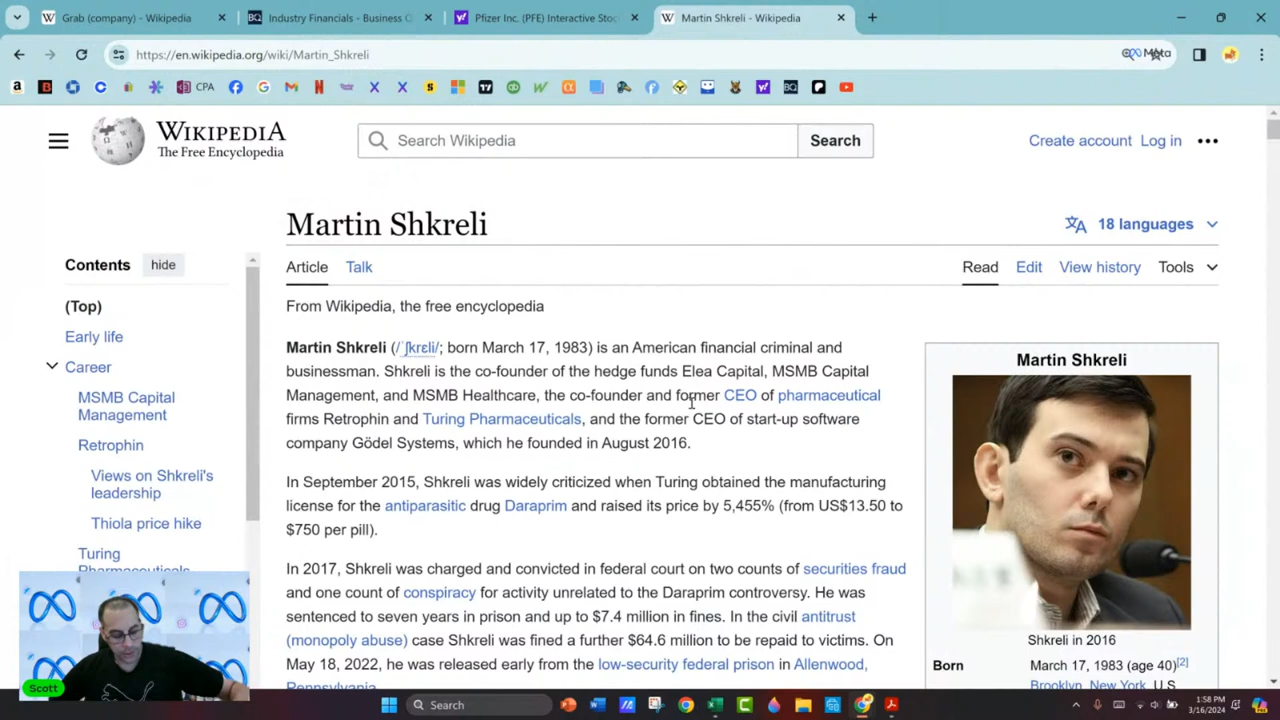 Grab (company) - Wikipedia
Industry Financials - Business Q
Pfizer Inc. (PFE) Interactive Stoc
Martin Shkreli - Wikipedia
https://en.wikipedia.org/wiki/Martin_Shkreli
Meta
CPA
WIKIPEDIA
The Free Encyclopedia
Search Wikipedia
Search
Create account
Log in
Martin Shkreli
18 languages
Contents
hide
Article
Talk
Read
Edit
View history
Tools
(Top)
From Wikipedia, the free encyclopedia
Early life
Career
MSMB Capital
Management
Retrophin
Views on Shkreli's
leadership
Thiola price hike
Turing
Pharmaceuticals
Martin Shkreli (/ˈʃkrɛli/; born March 17, 1983) is an American financial criminal and
businessman. Shkreli is the co-founder of the hedge funds Elea Capital, MSMB Capital
Management, and MSMB Healthcare, the co-founder and former CEO of pharmaceutical
firms Retrophin and Turing Pharmaceuticals, and the former CEO of start-up software
company Gödel Systems, which he founded in August 2016.
In September 2015, Shkreli was widely criticized when Turing obtained the manufacturing
license for the antiparasitic drug Daraprim and raised its price by 5,455% (from US$13.50 to
$750 per pill).
In 2017, Shkreli was charged and convicted in federal court on two counts of securities fraud
and one count of conspiracy for activity unrelated to the Daraprim controversy. He was
sentenced to seven years in prison and up to $7.4 million in fines. In the civil antitrust
(monopoly abuse) case Shkreli was fined a further $64.6 million to be repaid to victims. On
May 18, 2022, he was released early from the low-security federal prison in Allenwood,
Pennsylvania.
Martin Shkreli
Shkreli in 2016
Born
March 17, 1983 (age 40)[2]
Brooklyn, New York, U.S.
Scott
Search
1:58 PM
3/16/2024